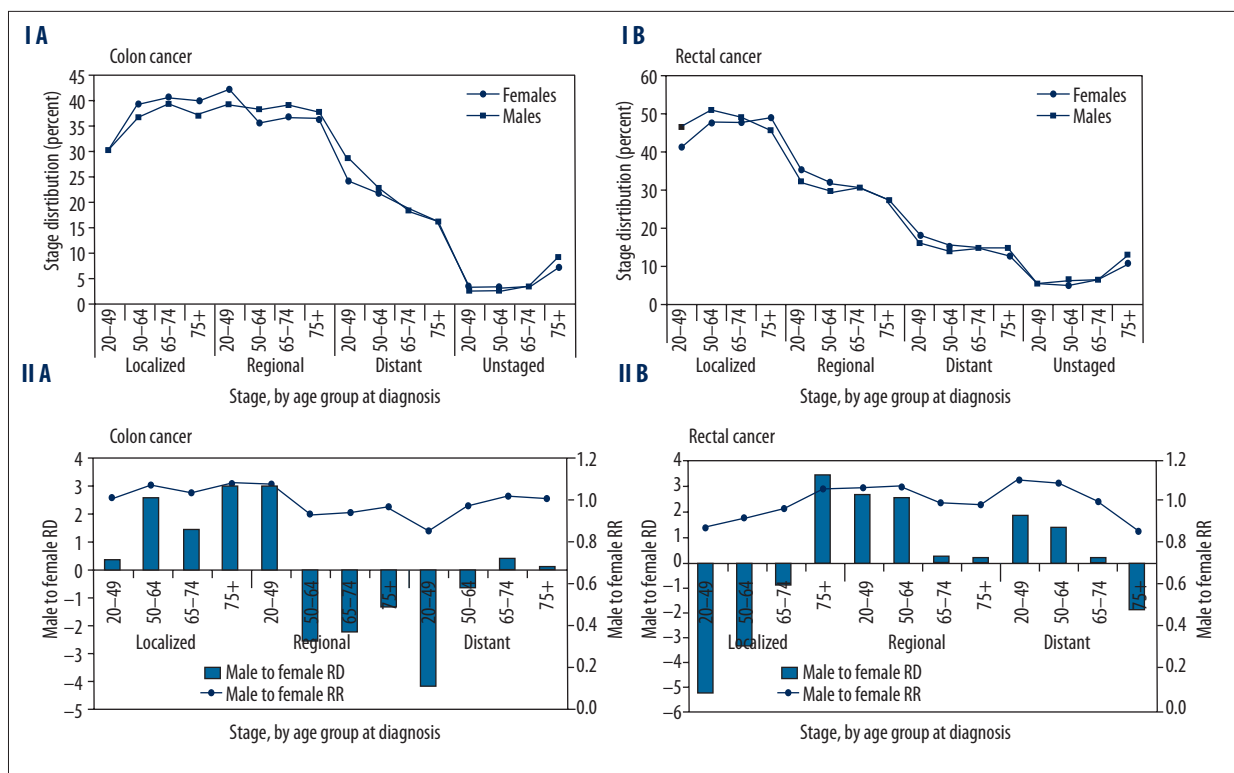 I A
Colon cancer
45
40
35
30
25
20
15
10
5
0
Stage disrtibution (percent)
Females
Males
20–49
50–64
65–74
75+
20–49
50–64
65–74
75+
20–49
50–64
65–74
75+
20–49
50–64
65–74
75+
Localized
Regional
Distant
Unstaged
Stage, by age group at diagnosis
I B
Rectal cancer
60
50
40
30
20
10
0
Stage disrtibution (percent)
Females
Males
20–49
50–64
65–74
75+
20–49
50–64
65–74
75+
20–49
50–64
65–74
75+
20–49
50–64
65–74
75+
Localized
Regional
Distant
Unstaged
Stage, by age group at diagnosis
II A
Colon cancer
4
3
2
1
0
−1
−2
−3
−4
−5
Male to female RD
1.2
1.0
0.8
0.6
0.4
0.2
0.0
Male to female RR
20–49
50–64
65–74
75+
20–49
50–64
65–74
75+
20–49
50–64
65–74
75+
Localized
Regional
Distant
Male to female RD
Male to female RR
Stage, by age group at diagnosis
II B
Rectal cancer
4
3
2
1
0
−1
−2
−3
−4
−5
−6
Male to female RD
1.2
1.0
0.8
0.6
0.4
0.2
0.0
Male to female RR
20–49
50–64
65–74
75+
20–49
50–64
65–74
75+
20–49
50–64
65–74
75+
Localized
Regional
Distant
Male to female RD
Male to female RR
Stage, by age group at diagnosis